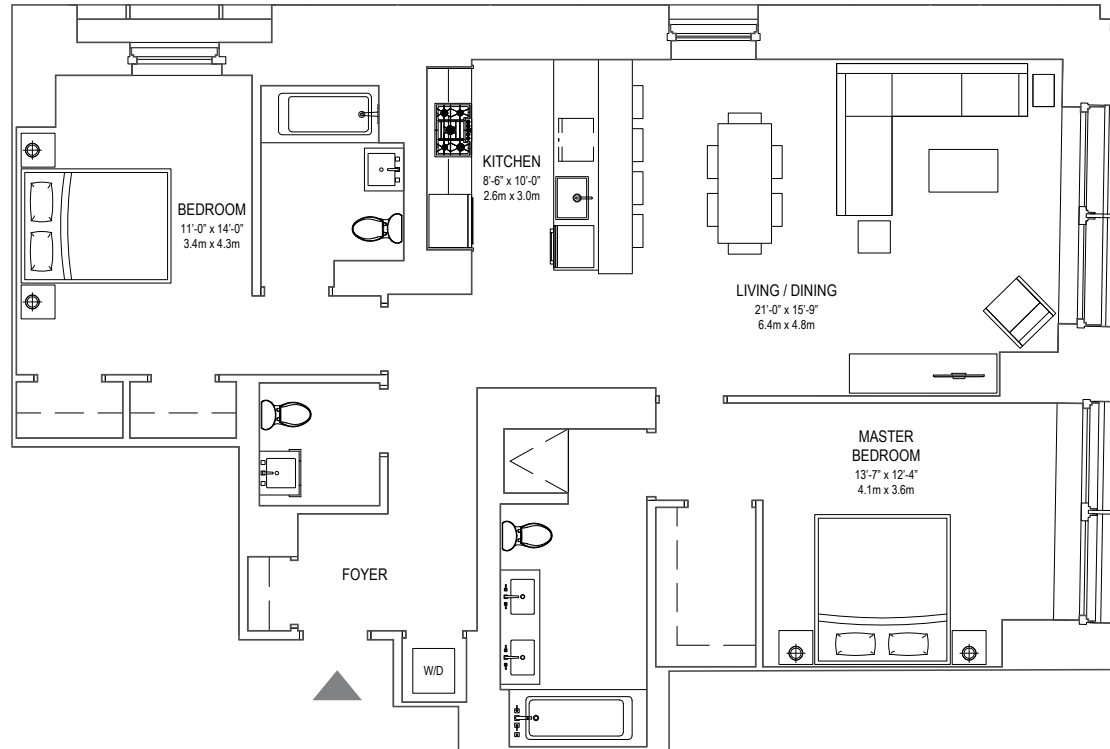 KITCHEN
8'-6" x 10'-0"
2.6m x 3.0m
BEDROOM
11'-0" x 14'-0"
3.4m x 4.3m
LIVING / DINING
21'-0" x 15'-9"
6.4m x 4.8m
MASTER
BEDROOM
13'-7" x 12'-4"
4.1m x 3.6m
FOYER
W/D